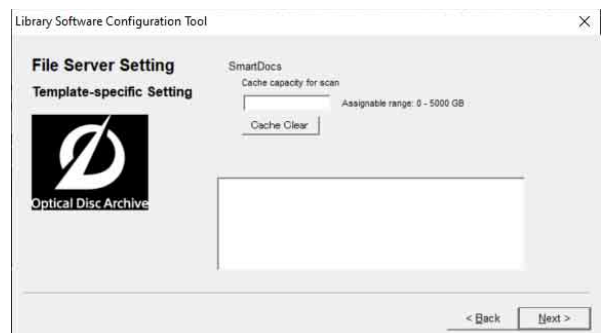 Library Software Configuration Tool
File Server Setting
Template-specific Setting
Optical Disc Archive
SmartDocs
Cache capacity for scan
Assignable range: 0 - 5000 GB
Cache Clear
< Back
Next >